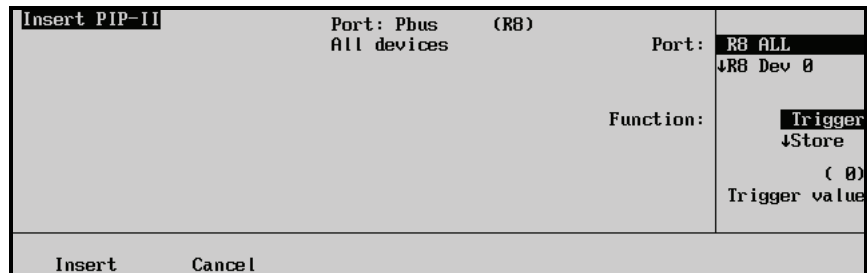 Insert PIP-II
Port: Pbus (R8)
All devices
Port: R8 ALL
↓R8 Dev 0
Function: Trigger
↓Store
( 0)
Trigger value
Insert Cancel